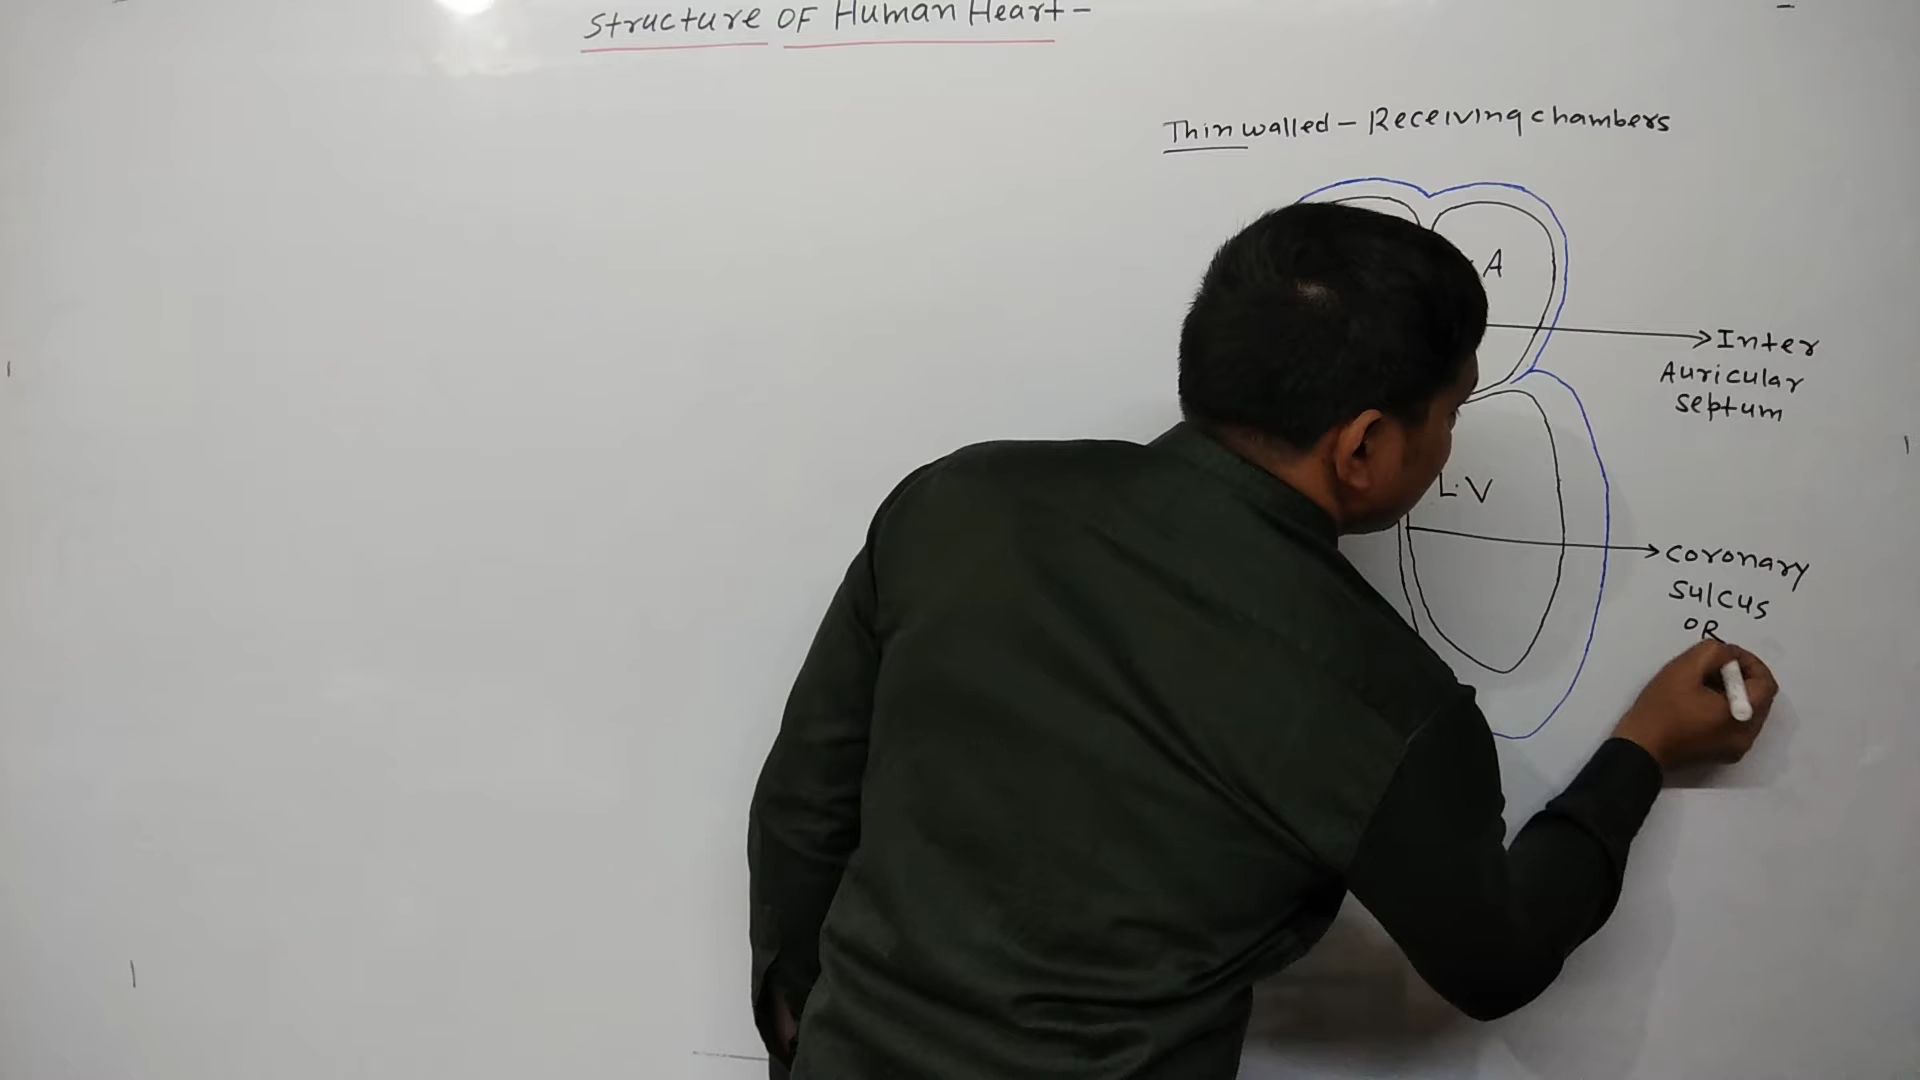 Structure OF Human Heart -
Thin walled - Receiving chambers
A
Inter
Auricular
Septum
L.V
Coronary
Sulcus
OR